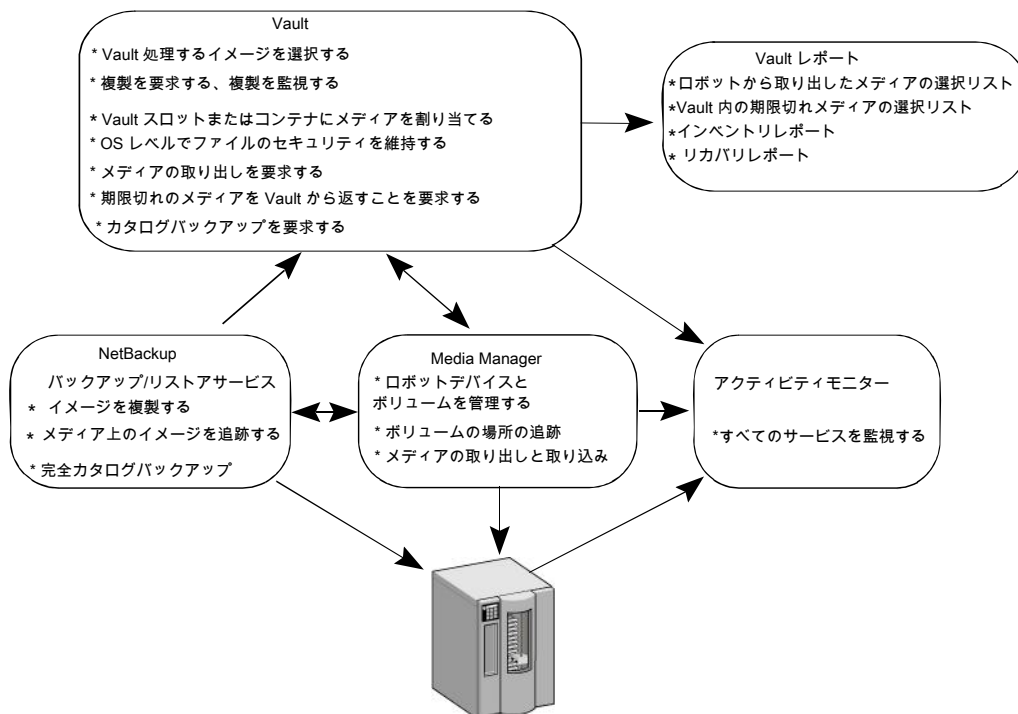 Vault
* Vault 処理するイメージを選択する
* 複製を要求する、複製を監視する
* Vault スロットまたはコンテナにメディアを割り当てる
* OS レベルでファイルのセキュリティを維持する
* メディアの取り出しを要求する
* 期限切れのメディアを Vault から返すことを要求する
* カタログバックアップを要求する
Vault レポート
*ロボットから取り出したメディアの選択リスト
*Vault 内の期限切れメディアの選択リスト
*インベントリレポート
* リカバリレポート
NetBackup
バックアップ/リストアサービス
* イメージを複製する
* メディア上のイメージを追跡する
* 完全カタログバックアップ
Media Manager
* ロボットデバイスと
ボリュームを管理する
* ボリュームの場所の追跡
* メディアの取り出しと取り込み
アクティビティモニター
*すべてのサービスを監視する